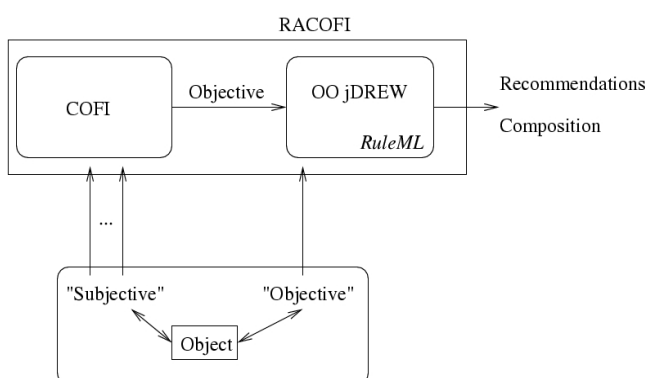 RACOFI
COFI
Objective
OO jDREW
RuleML
Recommendations
Composition
...
"Subjective"
"Objective"
Object